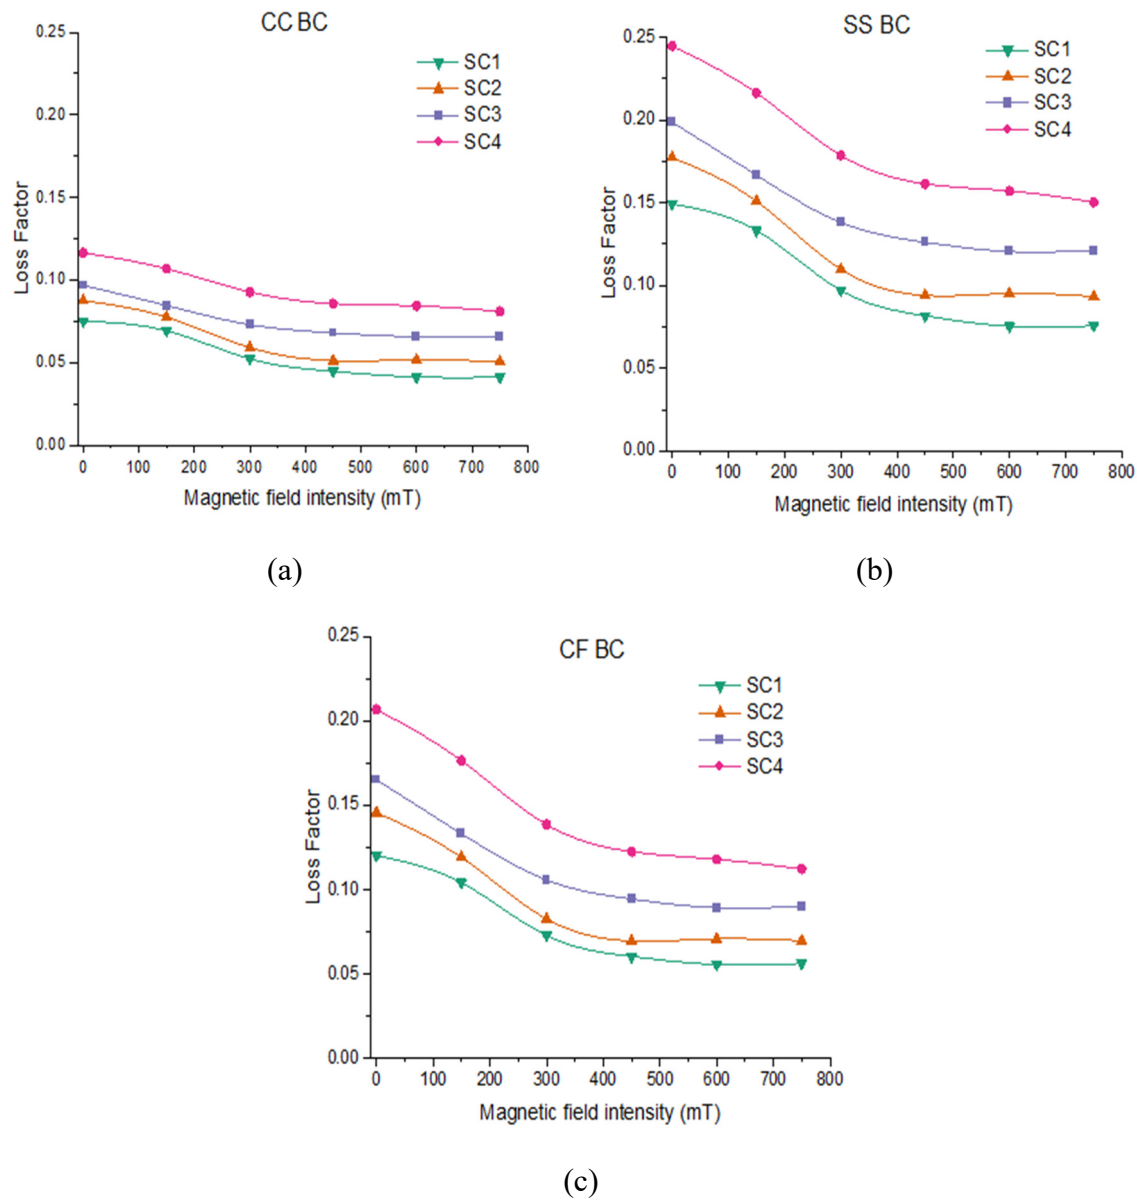 CC BC
0.25
0.20
0.15
0.10
0.05
0.00
Loss Factor
SC1
SC2
SC3
SC4
0 100 200 300 400 500 600 700 800
Magnetic field intensity (mT)
(a)
SS BC
0.25
0.20
0.15
0.10
0.05
0.00
Loss Factor
SC1
SC2
SC3
SC4
0 100 200 300 400 500 600 700 800
Magnetic field intensity (mT)
(b)
CF BC
0.25
0.20
0.15
0.10
0.05
0.00
Loss Factor
SC1
SC2
SC3
SC4
0 100 200 300 400 500 600 700 800
Magnetic field intensity (mT)
(c)